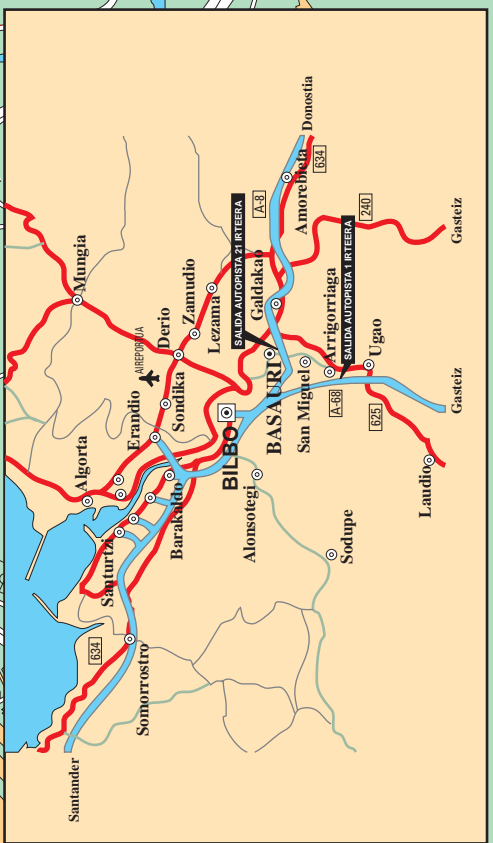 Mungia
Algorta
AIREPORTUA
Erandio
Derio
Sondika
Zamudio
Lezama
Santurtzi
Barakaldo
634
Somorrostro
Santander
BILBO
Alonsotegi
Sodupe
SALIDA AUTOPISTA 21 IRTEERA
Galdakao
A-8
Donostia
634
Amorebieta
BASAURI
San Miguel
Arrigorriaga
SALIDA AUTOPISTA 1 IRTEERA
A-68
240
Ugao
625
Laudio
Gasteiz
Gasteiz